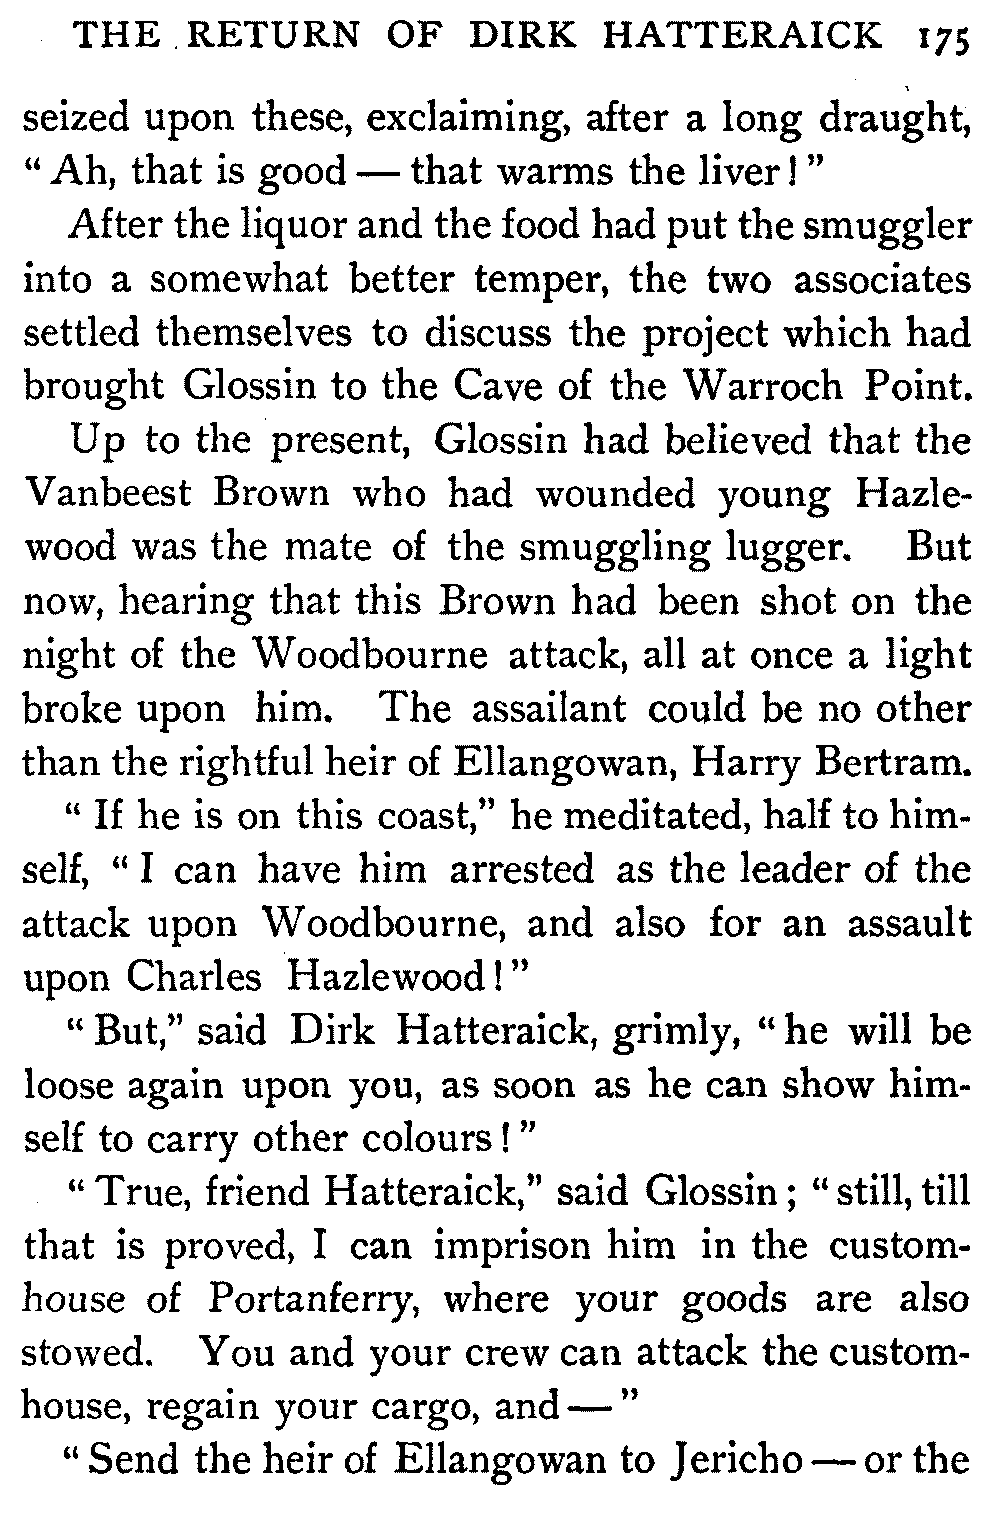 THE RETURN OF DIRK HATTERAICK 175
seized upon these, exclaiming, after a long draught,
“Ah, that is good — that warms the liver!”
After the liquor and the food had put the smuggler
into a somewhat better temper, the two associates
settled themselves to discuss the project which had
brought Glossin to the Cave of the Warroch Point.
Up to the present, Glossin had believed that the
Vanbeest Brown who had wounded young Hazle-
wood was the mate of the smuggling lugger. But
now, hearing that this Brown had been shot on the
night of the Woodbourne attack, all at once a light
broke upon him. The assailant could be no other
than the rightful heir of Ellangowan, Harry Bertram.
“If he is on this coast,” he meditated, half to him-
self, “I can have him arrested as the leader of the
attack upon Woodbourne, and also for an assault
upon Charles Hazlewood!”
“But,” said Dirk Hatteraick, grimly, “he will be
loose again upon you, as soon as he can show him-
self to carry other colours!”
“True, friend Hatteraick,” said Glossin; “still, till
that is proved, I can imprison him in the custom-
house of Portanferry, where your goods are also
stowed. You and your crew can attack the custom-
house, regain your cargo, and —”
“Send the heir of Ellangowan to Jericho — or the